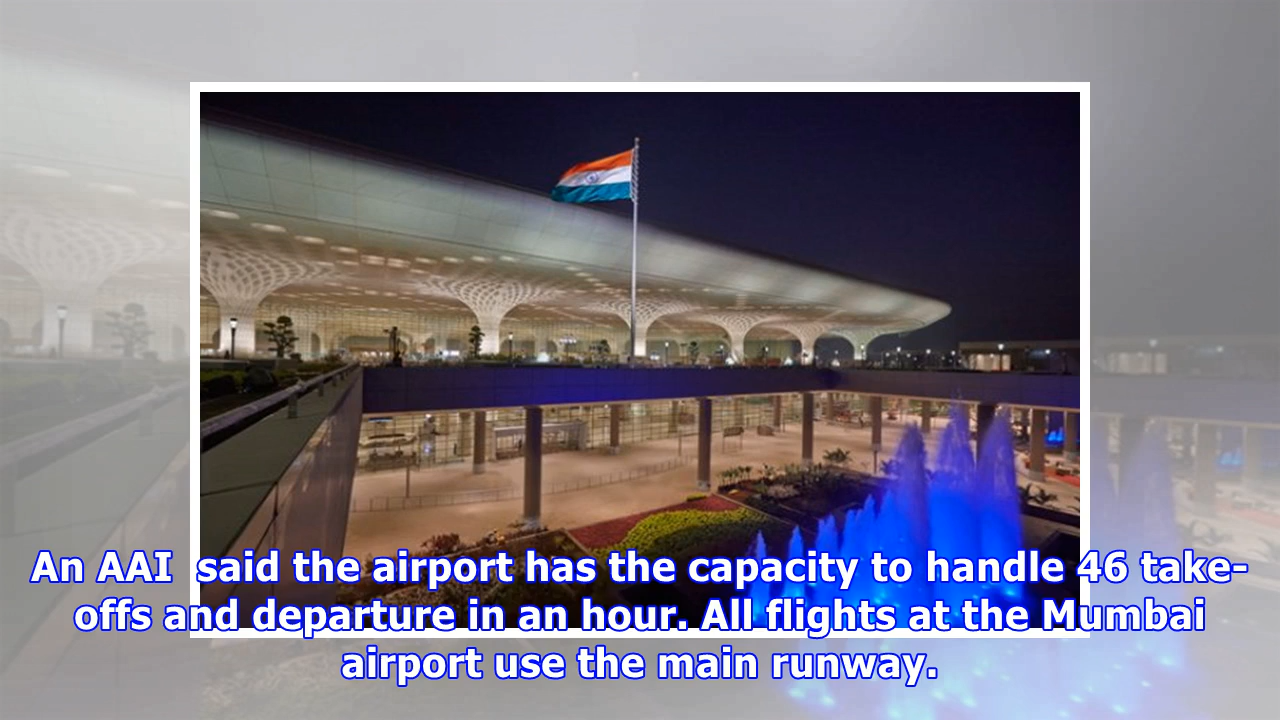 An AAI  said the airport has the capacity to handle 46 take-
offs and departure in an hour. All flights at the Mumbai
airport use the main runway.